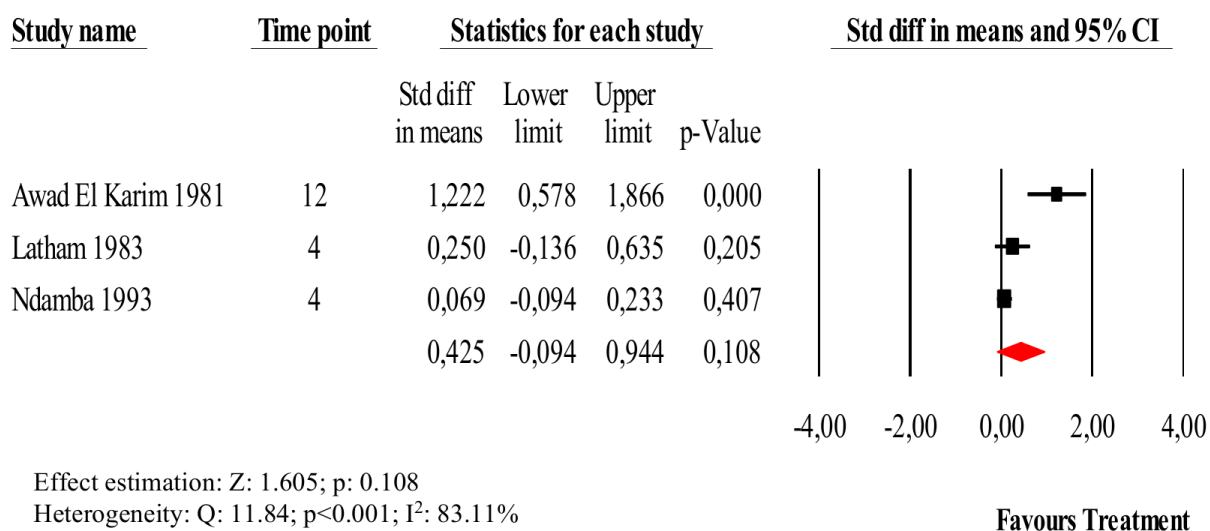 Study name Time point Statistics for each study Std diff in means and 95% CI
Std diff Lower Upper
in means limit limit p-Value
Awad El Karim 1981 12 1,222 0,578 1,866 0,000
Latham 1983 4 0,250 -0,136 0,635 0,205
Ndamba 1993 4 0,069 -0,094 0,233 0,407
0,425 -0,094 0,944 0,108
-4,00 -2,00 0,00 2,00 4,00
Effect estimation: Z: 1.605; p: 0.108
Heterogeneity: Q: 11.84; p<0.001; I²: 83.11%
Favours Treatment